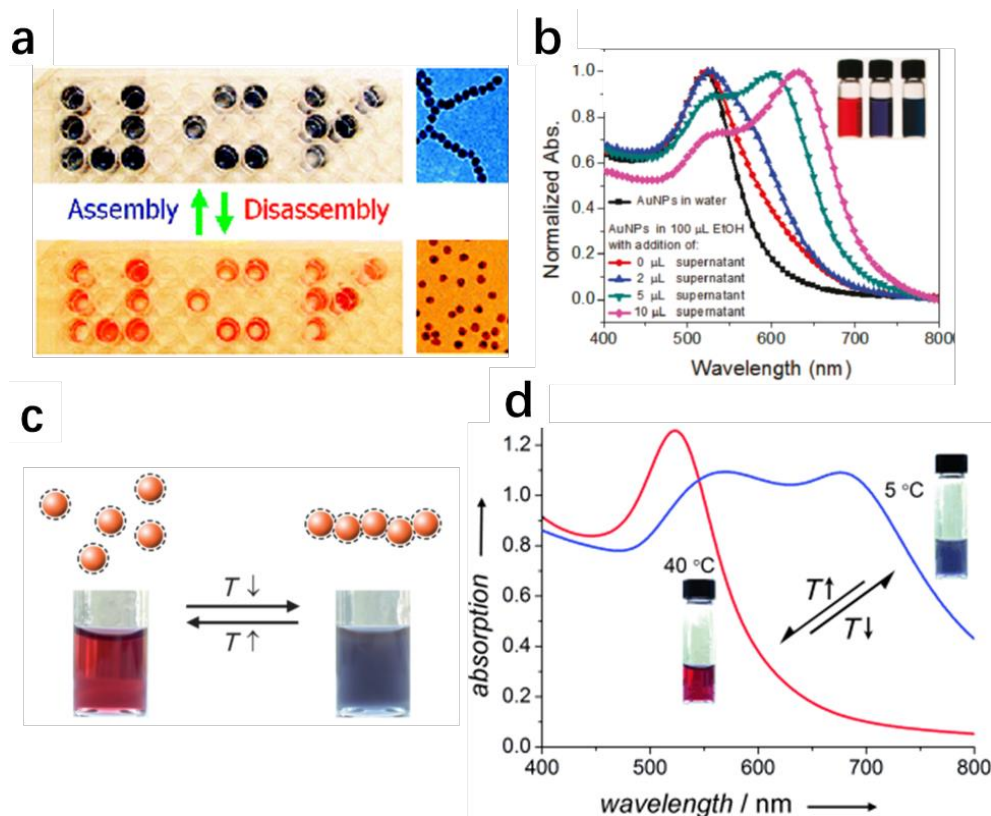 a
Assembly
Disassembly
b
Normalized Abs.
1.0
0.8
0.6
0.4
0.2
0.0
AuNPs in water
AuNPs in 100 μL EtOH
with addition of:
0 μL supernatant
2 μL supernatant
5 μL supernatant
10 μL supernatant
400 500 600 700 800
Wavelength (nm)
c
T ↓
T ↑
d
absorption
1.2
1.0
0.8
0.6
0.4
0.2
0.0
5 °C
40 °C
T↑
T↓
400 500 600 700 800
wavelength / nm